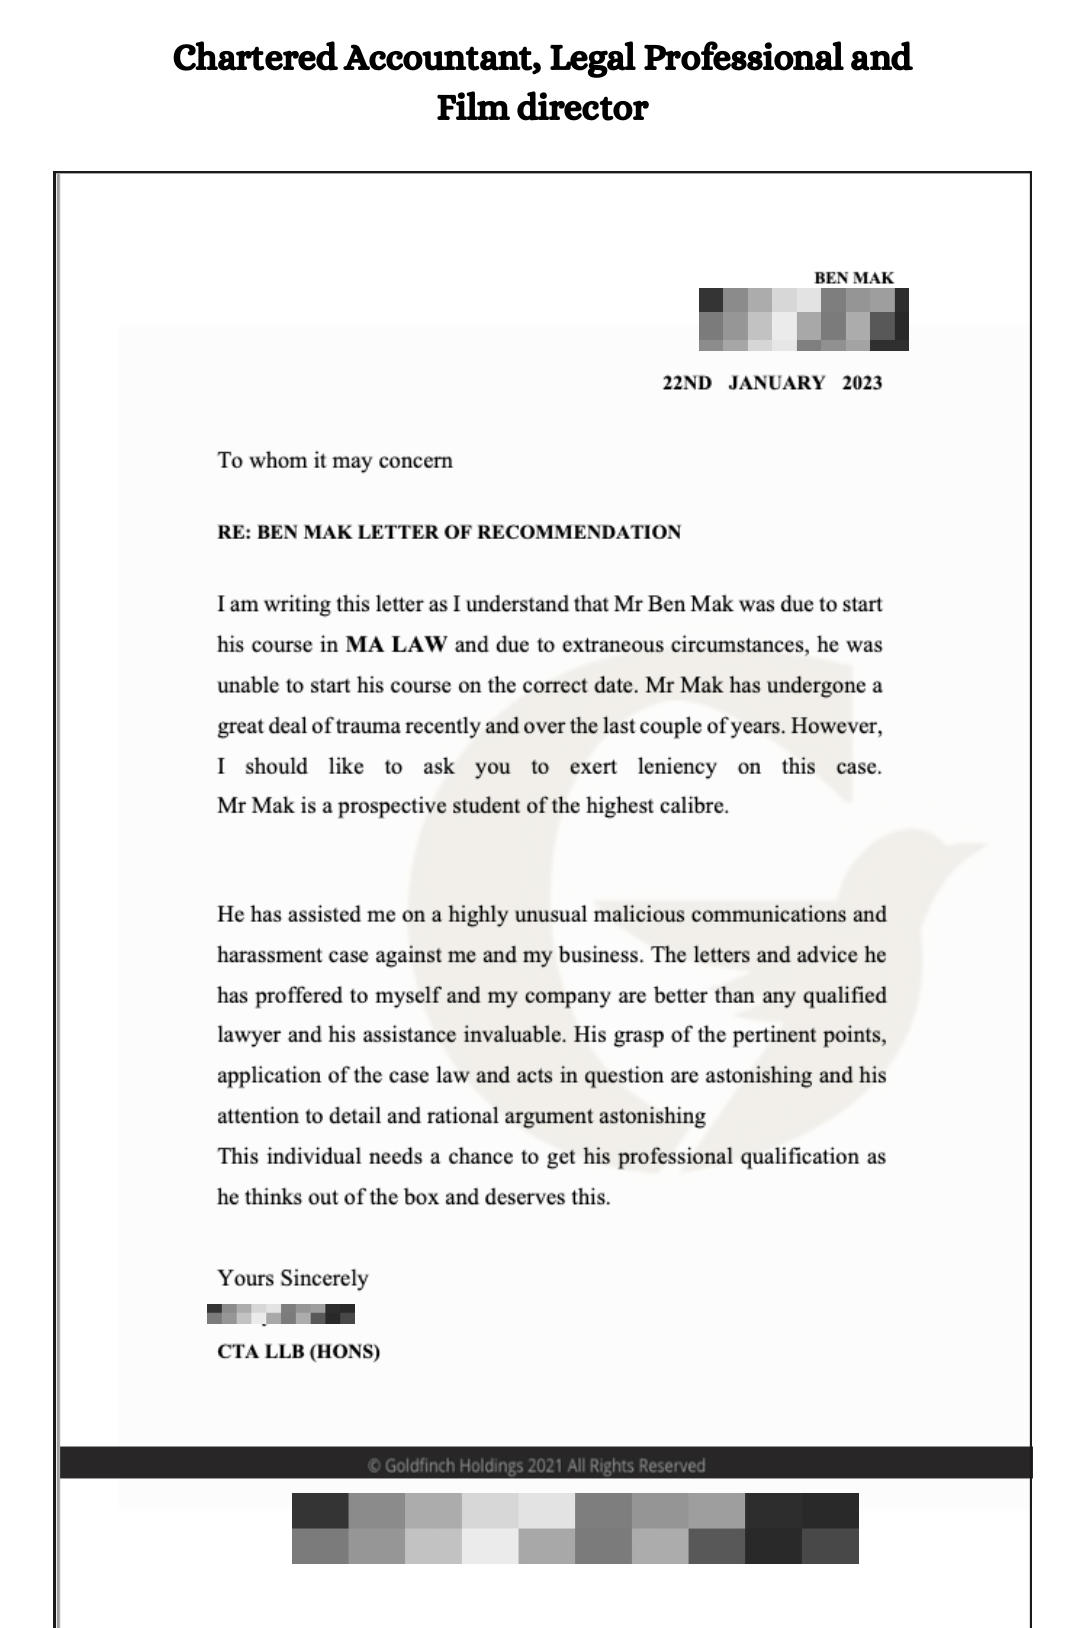 Chartered Accountant, Legal Professional and
Film director
BEN MAK
22ND JANUARY 2023
To whom it may concern
RE: BEN MAK LETTER OF RECOMMENDATION
I am writing this letter as I understand that Mr Ben Mak was due to start
his course in MA LAW and due to extraneous circumstances, he was
unable to start his course on the correct date. Mr Mak has undergone a
great deal of trauma recently and over the last couple of years. However,
I should like to ask you to exert leniency on this case.
Mr Mak is a prospective student of the highest calibre.
He has assisted me on a highly unusual malicious communications and
harassment case against me and my business. The letters and advice he
has proffered to myself and my company are better than any qualified
lawyer and his assistance invaluable. His grasp of the pertinent points,
application of the case law and acts in question are astonishing and his
attention to detail and rational argument astonishing
This individual needs a chance to get his professional qualification as
he thinks out of the box and deserves this.
Yours Sincerely
CTA LLB (HONS)
© Goldfinch Holdings 2021 All Rights Reserved